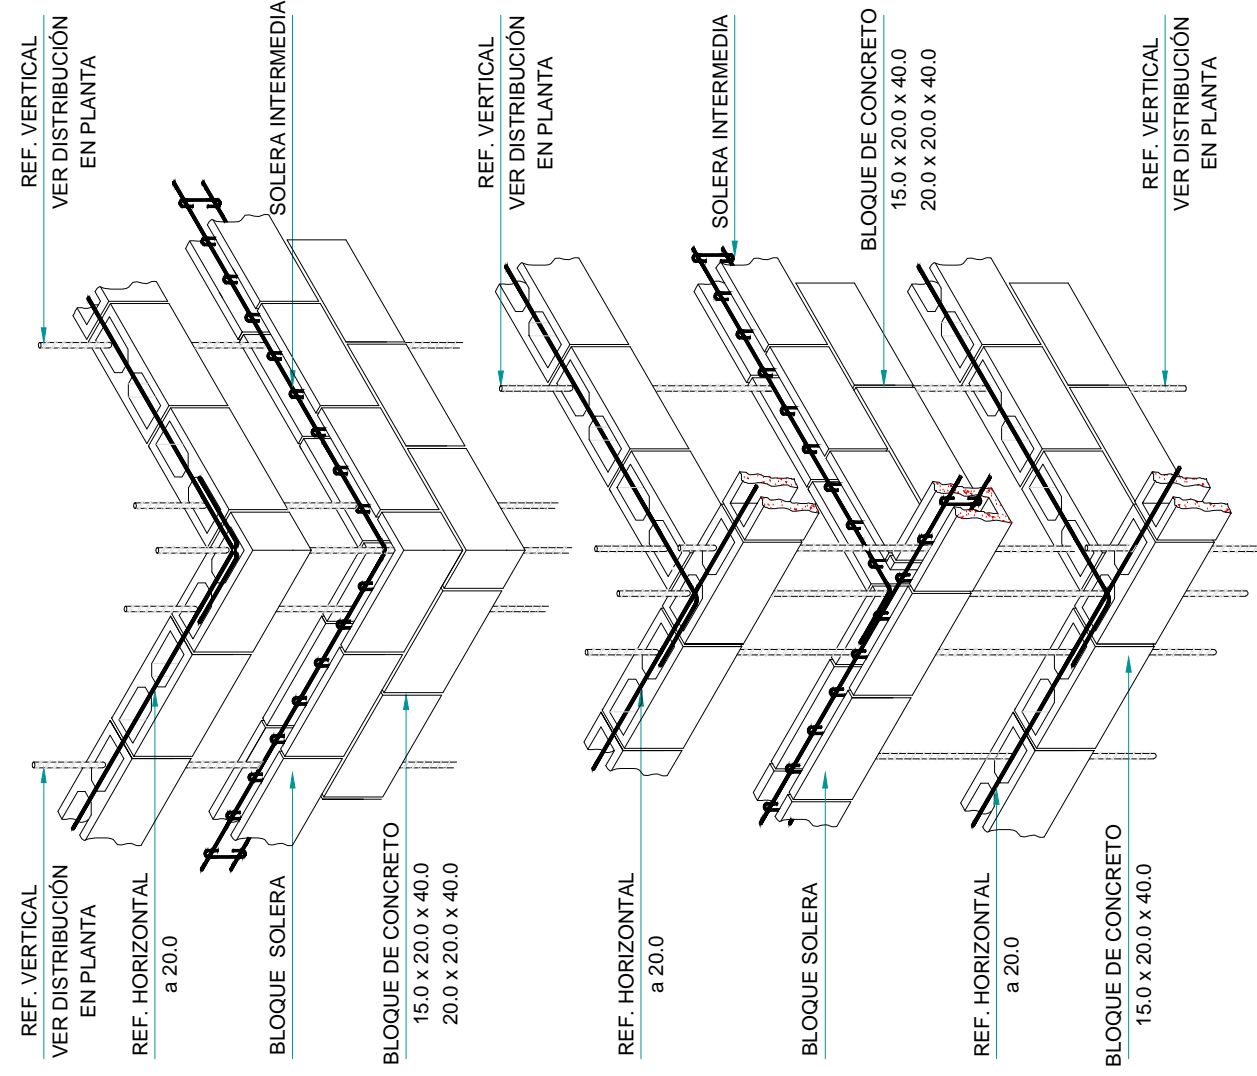 REF. VERTICAL
VER DISTRIBUCIÓN
EN PLANTA
SOLERA INTERMEDIA
REF. VERTICAL
VER DISTRIBUCIÓN
EN PLANTA
SOLERA INTERMEDIA
BLOQUE DE CONCRETO
15.0 x 20.0 x 40.0
20.0 x 20.0 x 40.0
REF. VERTICAL
VER DISTRIBUCIÓN
EN PLANTA
REF. VERTICAL
VER DISTRIBUCIÓN
EN PLANTA
REF. HORIZONTAL
a 20.0
BLOQUE SOLERA
BLOQUE DE CONCRETO
15.0 x 20.0 x 40.0
20.0 x 20.0 x 40.0
REF. HORIZONTAL
a 20.0
BLOQUE SOLERA
REF. HORIZONTAL
a 20.0
BLOQUE DE CONCRETO
15.0 x 20.0 x 40.0